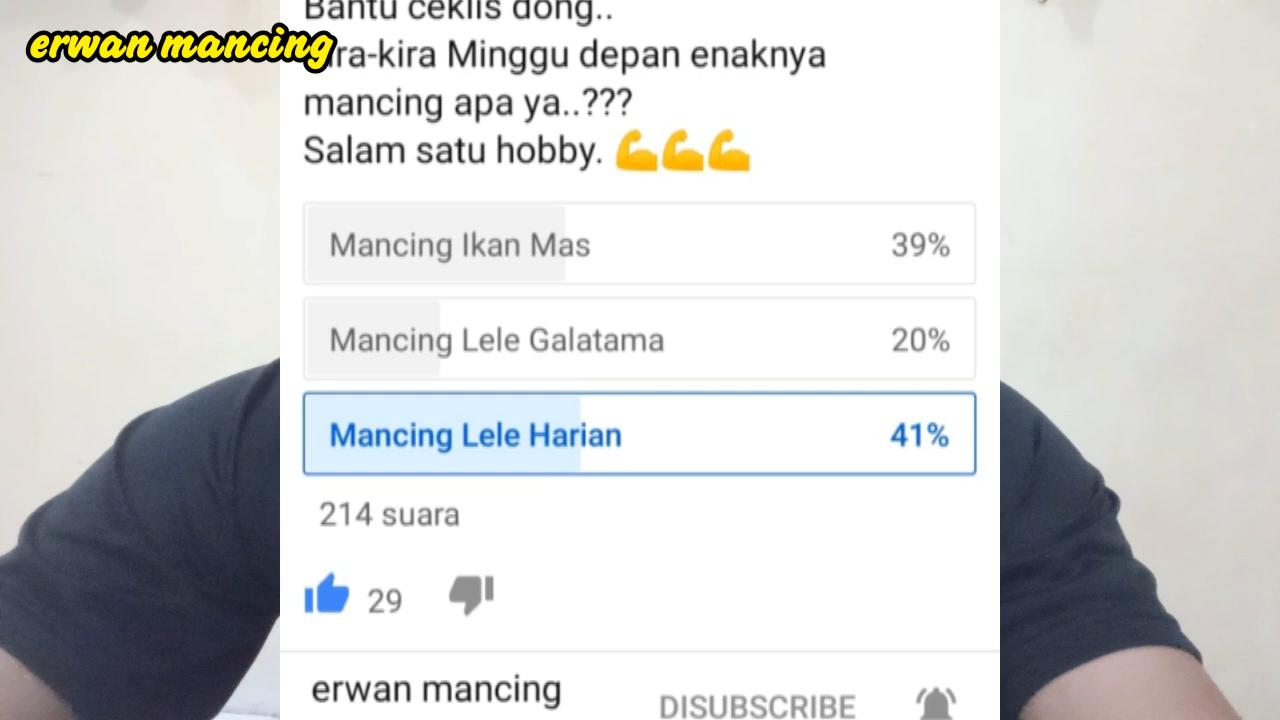 erwan mancing
Bantu ceklis dong..
ra-kira Minggu depan enaknya
mancing apa ya..???
Salam satu hobby. 💪💪💪
Mancing Ikan Mas 39%
Mancing Lele Galatama 20%
Mancing Lele Harian 41%
214 suara
29
erwan mancing DISUBSCRIBE